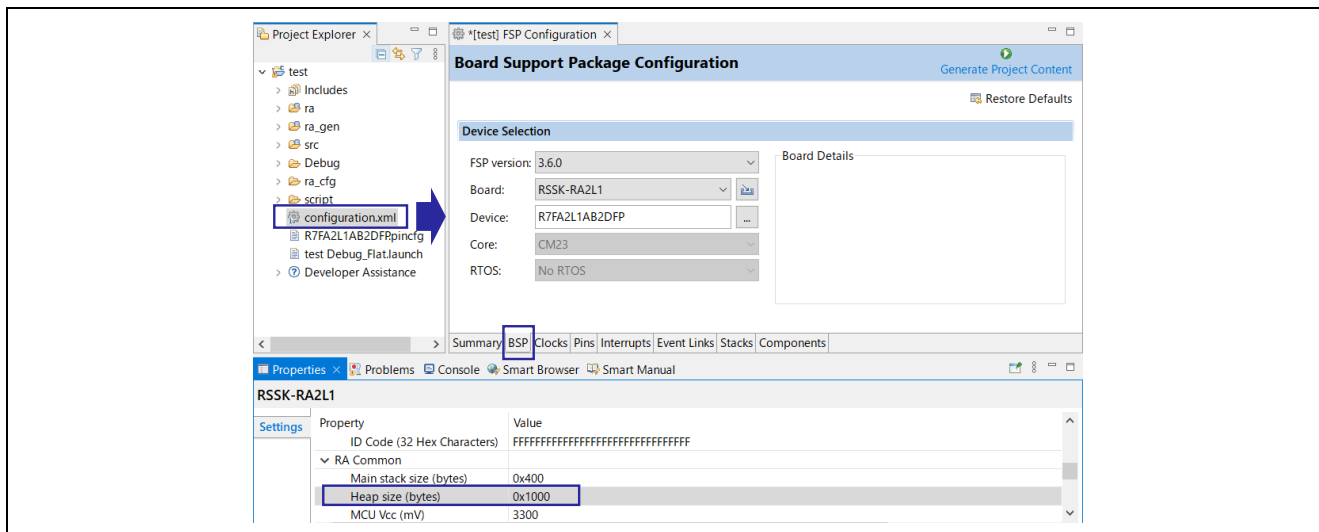 Project Explorer
test
Includes
ra
ra_gen
src
Debug
ra_cfg
script
configuration.xml
R7FA2L1AB2DFP.pincfg
test Debug_Flat.launch
Developer Assistance
*[test] FSP Configuration
Board Support Package Configuration
Generate Project Content
Restore Defaults
Device Selection
FSP version: 3.6.0
Board: RSSK-RA2L1
Device: R7FA2L1AB2DFP ...
Core: CM23
RTOS: No RTOS
Board Details
Summary BSP Clocks Pins Interrupts Event Links Stacks Components
Properties Problems Console Smart Browser Smart Manual
RSSK-RA2L1
Settings
Property Value
ID Code (32 Hex Characters) FFFFFFFFFFFFFFFFFFFFFFFFFFFFFFFF
RA Common
Main stack size (bytes) 0x400
Heap size (bytes) 0x1000
MCU Vcc (mV) 3300